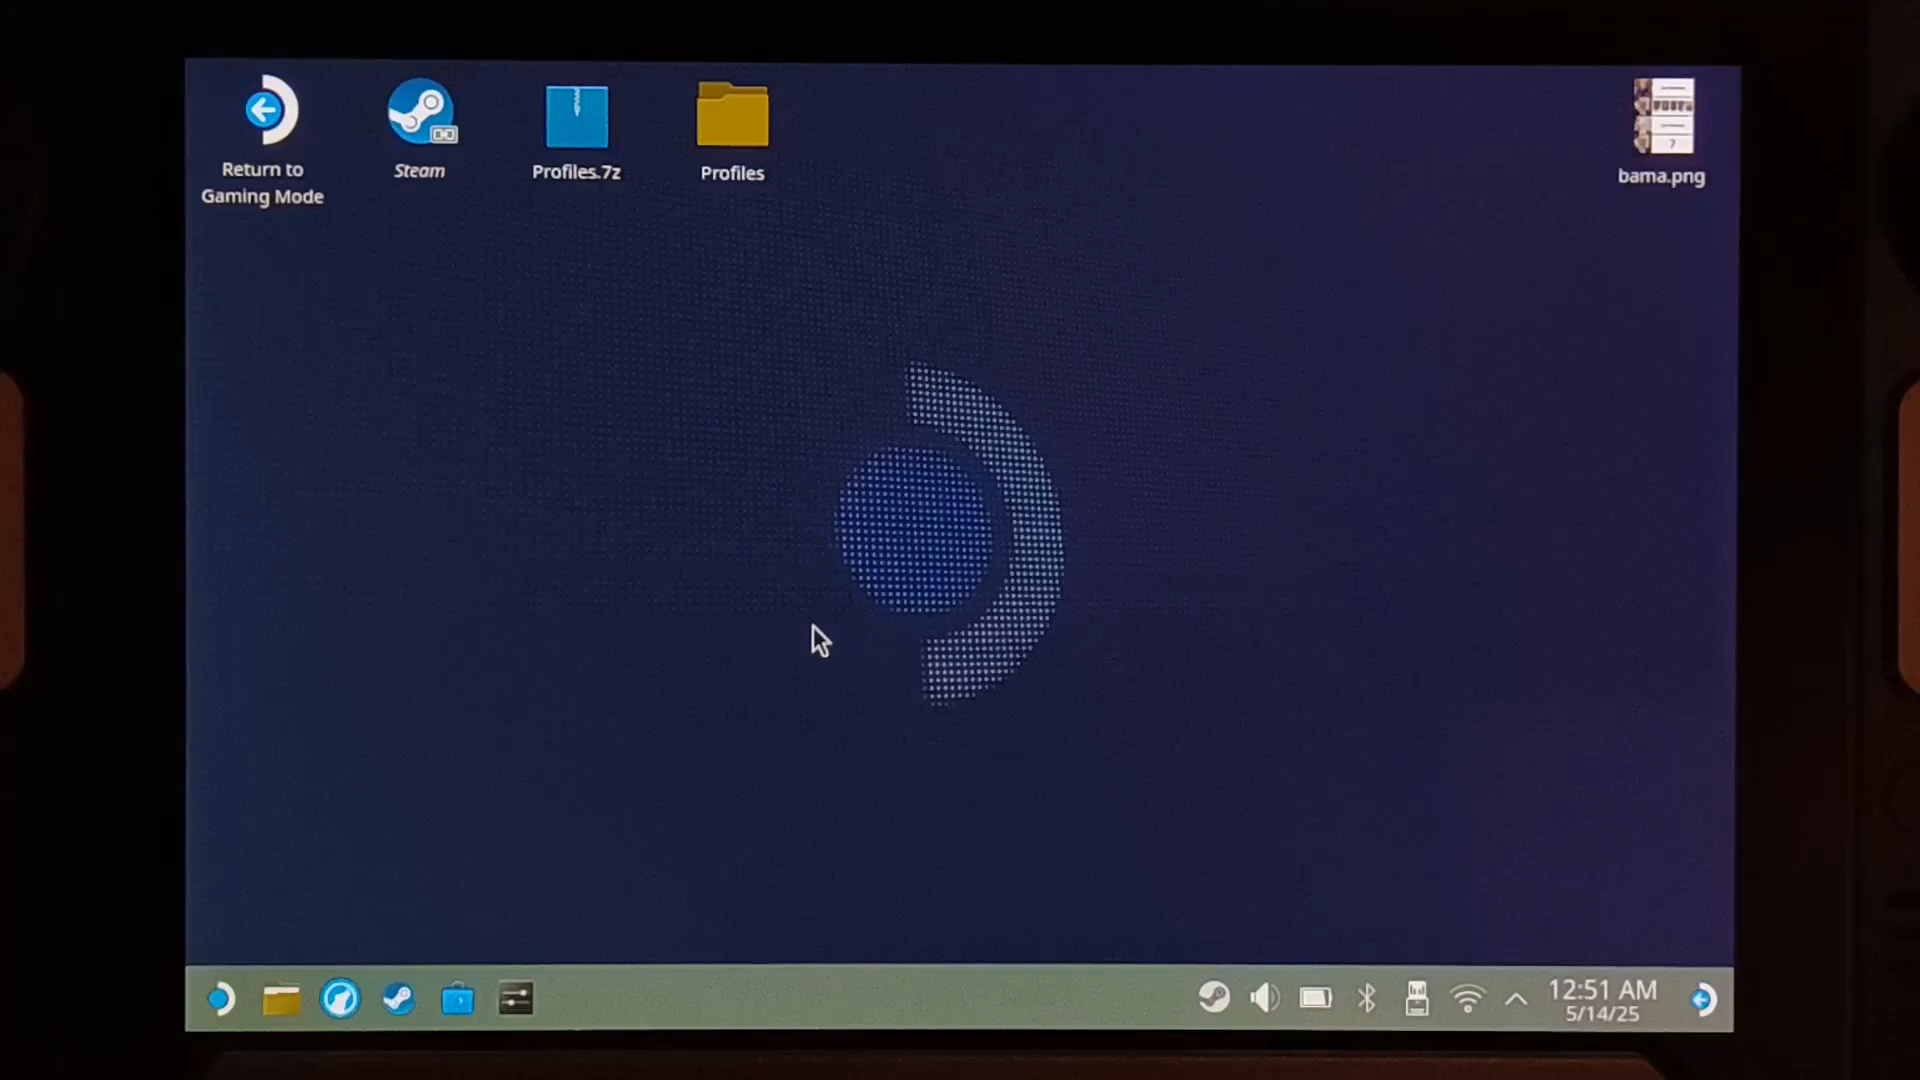 Return to
Gaming Mode
Steam
Profiles.7z
Profiles
bama.png
12:51 AM
5/14/25